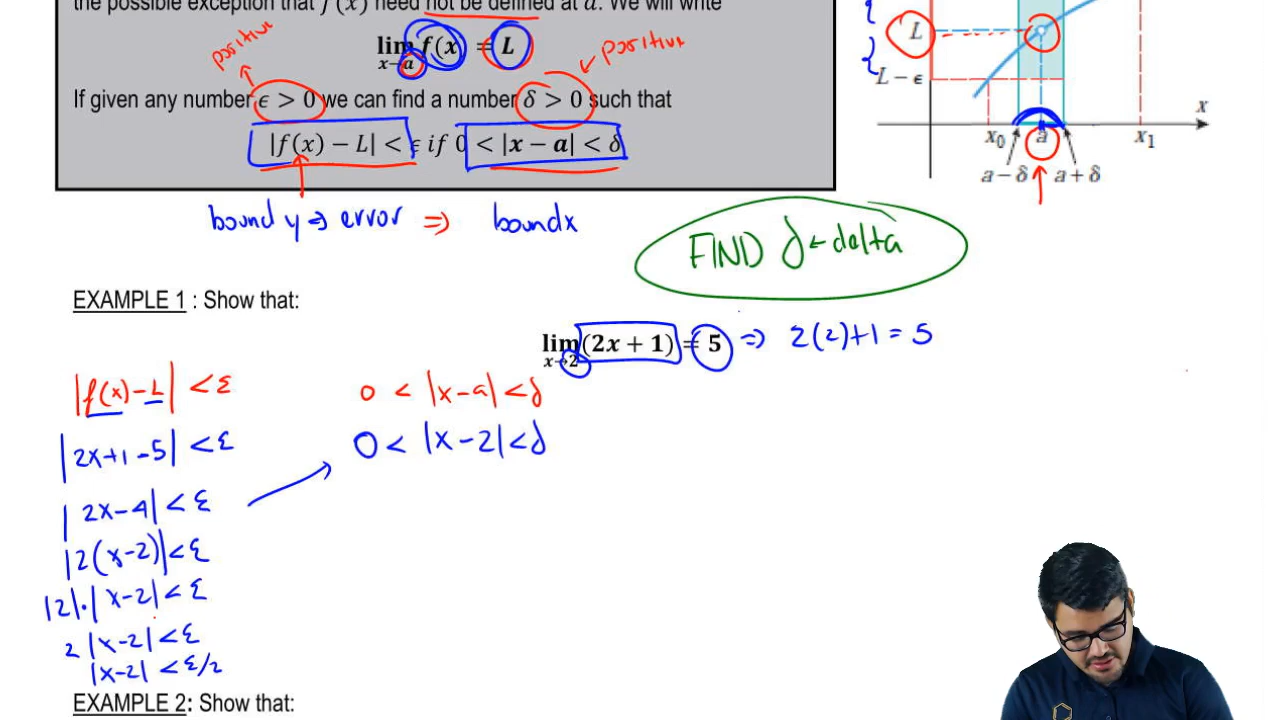 the possible exception that f(x) need not be defined at a. We will write
lim f(x) = L
x→a
positive
positive
If given any number ϵ > 0 we can find a number δ > 0 such that
|f(x) − L| < ϵ if 0 < |x − a| < δ
L
L − ϵ
x
x₀ a x₁
a − δ a + δ
bound y ⇒ error ⇒ bound x
FIND δ ← delta
EXAMPLE 1 : Show that:
lim (2x + 1) = 5 ⇒ 2(2)+1 = 5
x→2
|f(x)-L| < ε
0 < |x-a| < δ
|2x+1-5| < ε
0 < |x-2| < δ
|2x-4| < ε
|2(x-2)| < ε
|2|·|x-2| < ε
2|x-2| < ε
|x-2| < ε/2
EXAMPLE 2: Show that: